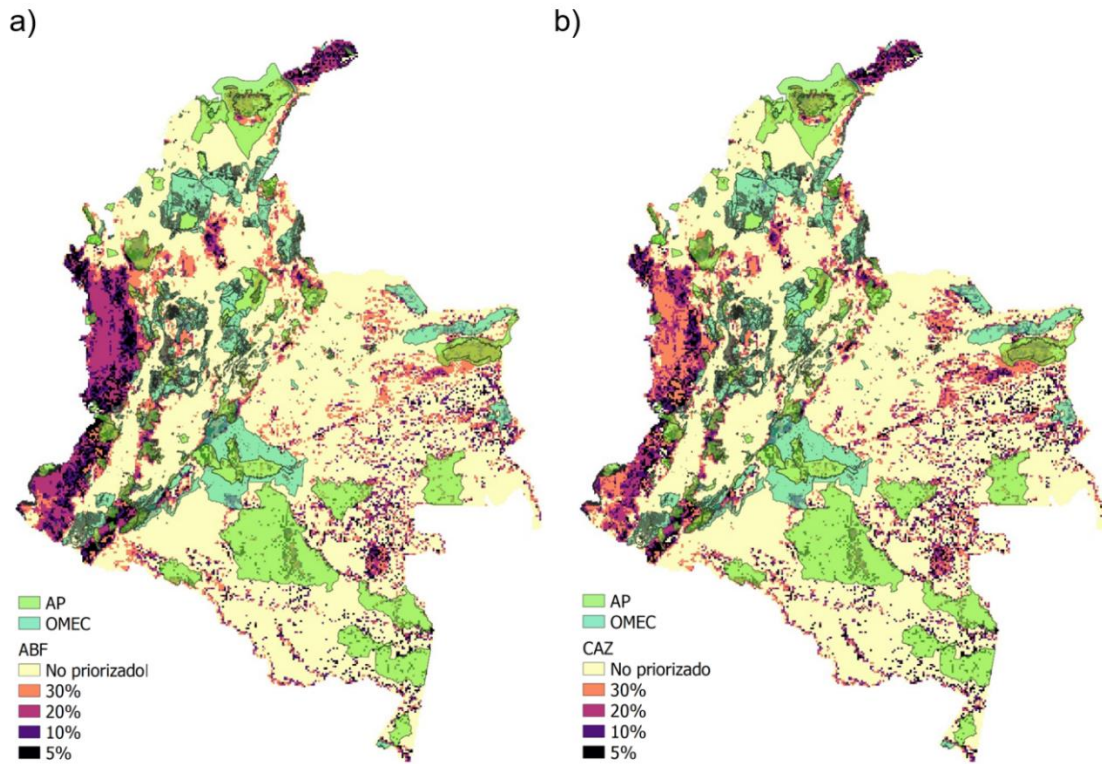 a)
b)
AP
OMEC
ABF
No priorizadol
30%
20%
10%
5%
AP
OMEC
CAZ
No priorizado
30%
20%
10%
5%